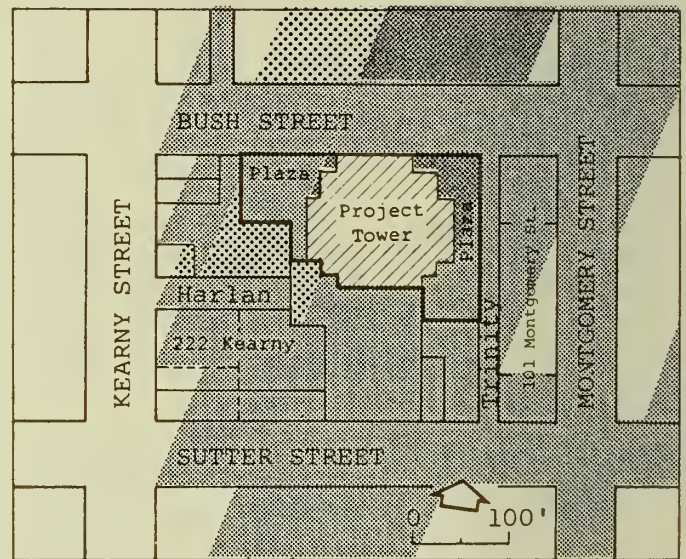 BUSH STREET
Plaza
Project
Tower
Plaza
KEARNY STREET
Harlan
222 Kearny
Trinity
101 Montgomery St.
MONTGOMERY STREET
SUTTER STREET
0 100'